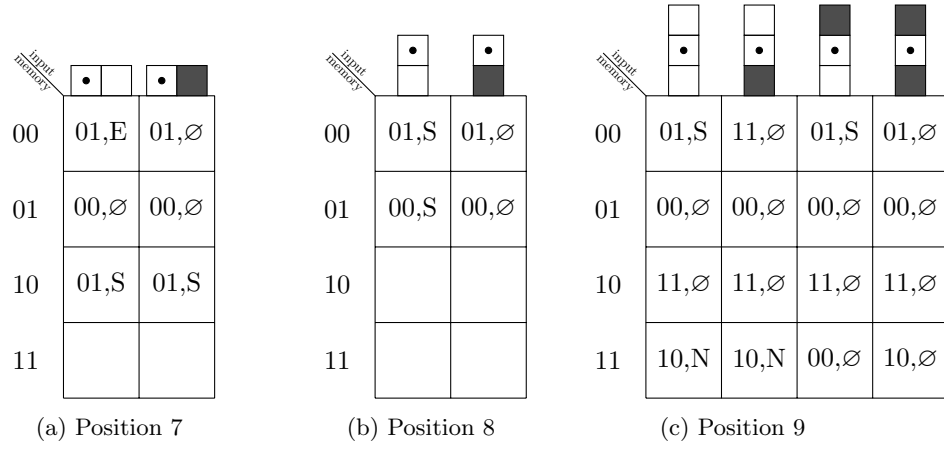 input
memory
00 01,E 01,∅
01 00,∅ 00,∅
10 01,S 01,S
11
(a) Position 7
input
memory
00 01,S 01,∅
01 00,S 00,∅
10
11
(b) Position 8
input
memory
00 01,S 11,∅ 01,S 01,∅
01 00,∅ 00,∅ 00,∅ 00,∅
10 11,∅ 11,∅ 11,∅ 11,∅
11 10,N 10,N 00,∅ 10,∅
(c) Position 9